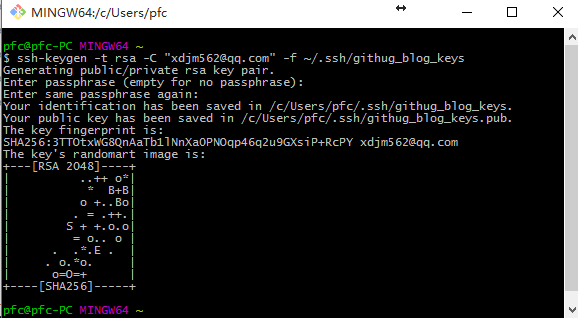 MINGW64:/c/Users/pfc
pfc@pfc-PC MINGW64 ~
$ ssh-keygen -t rsa -C "xdjm562@qq.com" -f ~/.ssh/githug_blog_keys
Generating public/private rsa key pair.
Enter passphrase (empty for no passphrase):
Enter same passphrase again:
Your identification has been saved in /c/Users/pfc/.ssh/githug_blog_keys.
Your public key has been saved in /c/Users/pfc/.ssh/githug_blog_keys.pub.
The key fingerprint is:
SHA256:3TTOtxWG8QnAaTb1lNnXa0PNOqp46q2u9GXsiP+RcPY xdjm562@qq.com
The key's randomart image is:
+---[RSA 2048]----+
|          ..++ o*|
|           *  B+B|
|          o +..Bo|
|         . = .++.|
|        S + +.o.o|
|         = o.. o |
|      .  .*.E .  |
|     . o.*o.     |
|      o=O=+      |
+----[SHA256]-----+
pfc@pfc-PC MINGW64 ~